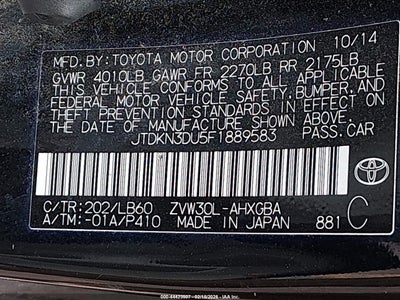 MFD.BY:TOYOTA MOTOR CORPORATION 10/14
GVWR 4010LB GAWR FR 2270LB RR 2175LB
THIS VEHICLE CONFORMS TO ALL APPLICABLE
FEDERAL MOTOR VEHICLE SAFETY,BUMPER,AND
THEFT PREVENTION STANDARDS IN EFFECT ON
THE DATE OF MANUFACTURE SHOWN ABOVE.
JTDKN3DU5F1889583 PASS.CAR
C/TR:202/LB60 ZVW30L-AHXGBA
A/TM:-01A/P410 MADE IN JAPAN 881 C
TOYOTA